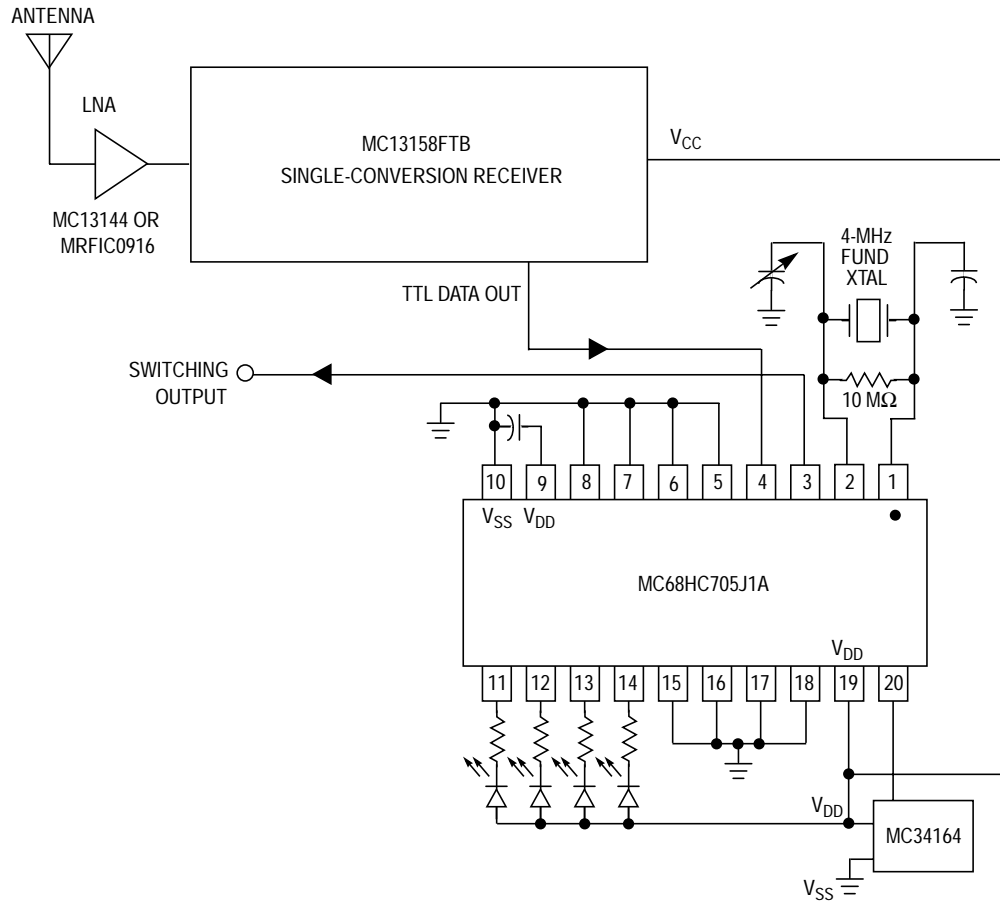 ANTENNA
LNA
MC13144 OR
MRFIC0916
MC13158FTB
SINGLE-CONVERSION RECEIVER
VCC
TTL DATA OUT
4-MHz
FUND
XTAL
10 MΩ
SWITCHING
OUTPUT
10 9 8 7 6 5 4 3 2 1
VSS VDD
MC68HC705J1A
VDD
11 12 13 14 15 16 17 18 19 20
VDD
MC34164
VSS